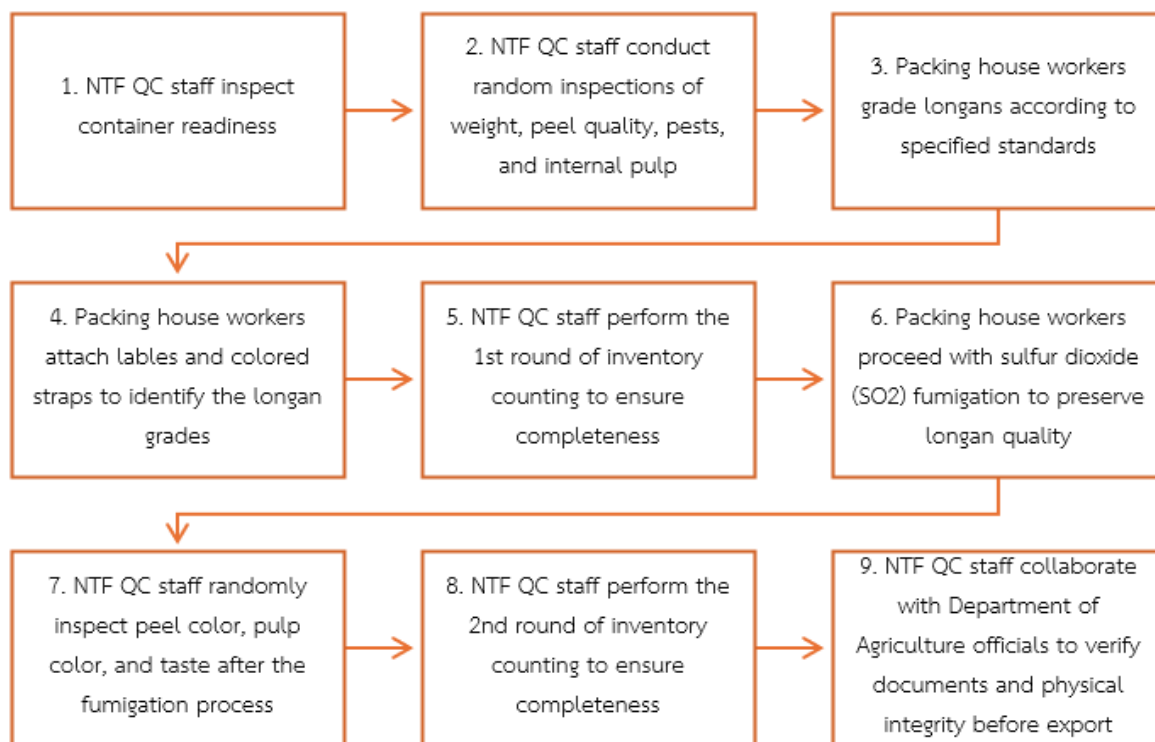 1. NTF QC staff inspect
container readiness
2. NTF QC staff conduct
random inspections of
weight, peel quality, pests,
and internal pulp
3. Packing house workers
grade longans according to
specified standards
4. Packing house workers
attach lables and colored
straps to identify the longan
grades
5. NTF QC staff perform the
1st round of inventory
counting to ensure
completeness
6. Packing house workers
proceed with sulfur dioxide
(SO2) fumigation to preserve
longan quality
7. NTF QC staff randomly
inspect peel color, pulp
color, and taste after the
fumigation process
8. NTF QC staff perform the
2nd round of inventory
counting to ensure
completeness
9. NTF QC staff collaborate
with Department of
Agriculture officials to verify
documents and physical
integrity before export